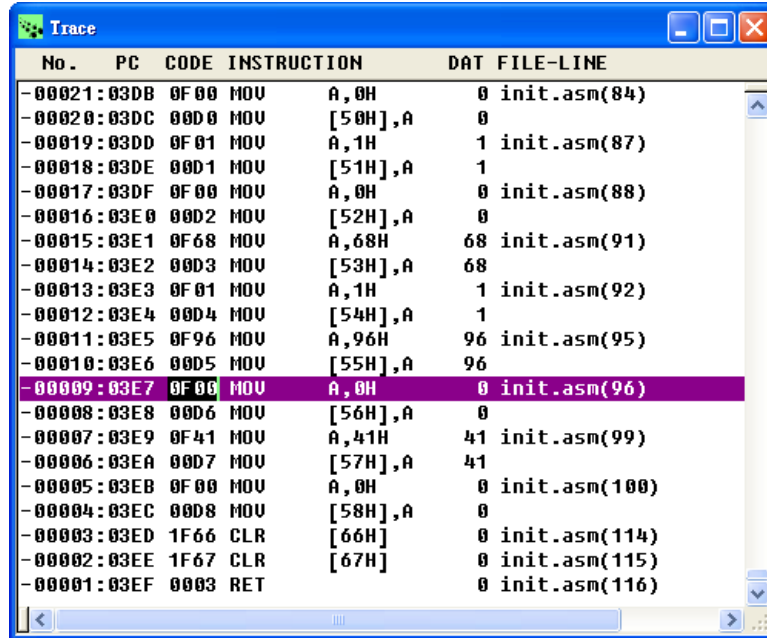 Trace
No. PC CODE INSTRUCTION DAT FILE-LINE
-00021:03DB 0F00 MOV A,0H 0 init.asm(84)
-00020:03DC 00D0 MOV [50H],A 0
-00019:03DD 0F01 MOV A,1H 1 init.asm(87)
-00018:03DE 00D1 MOV [51H],A 1
-00017:03DF 0F00 MOV A,0H 0 init.asm(88)
-00016:03E0 00D2 MOV [52H],A 0
-00015:03E1 0F68 MOV A,68H 68 init.asm(91)
-00014:03E2 00D3 MOV [53H],A 68
-00013:03E3 0F01 MOV A,1H 1 init.asm(92)
-00012:03E4 00D4 MOV [54H],A 1
-00011:03E5 0F96 MOV A,96H 96 init.asm(95)
-00010:03E6 00D5 MOV [55H],A 96
-00009:03E7 0F00 MOV A,0H 0 init.asm(96)
-00008:03E8 00D6 MOV [56H],A 0
-00007:03E9 0F41 MOV A,41H 41 init.asm(99)
-00006:03EA 00D7 MOV [57H],A 41
-00005:03EB 0F00 MOV A,0H 0 init.asm(100)
-00004:03EC 00D8 MOV [58H],A 0
-00003:03ED 1F66 CLR [66H] 0 init.asm(114)
-00002:03EE 1F67 CLR [67H] 0 init.asm(115)
-00001:03EF 0003 RET 0 init.asm(116)